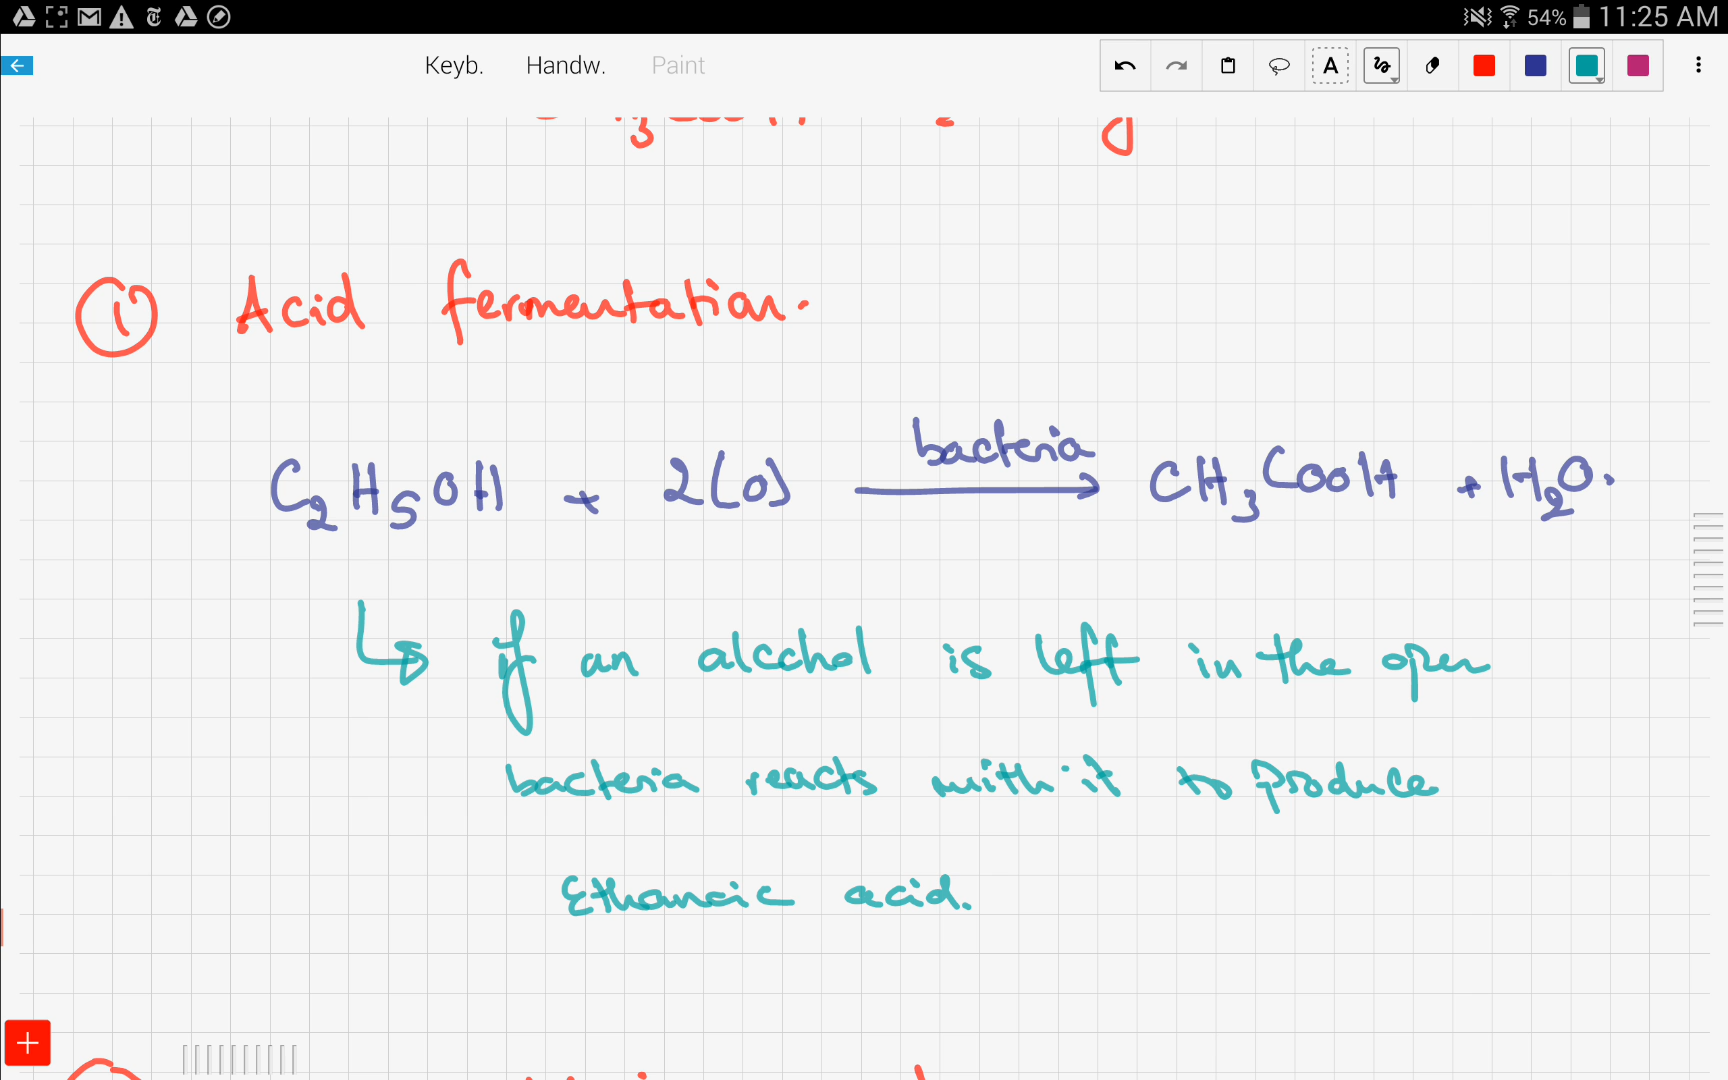 54% 11:25 AM
Keyb. Handw. Paint A
① Acid fermentation.
bacteria
C₂H₅OH + 2(O) → CH₃COOH + H₂O.
↳ if an alcohol is left in the open
bacteria reacts with it to produce
Ethanoic acid.